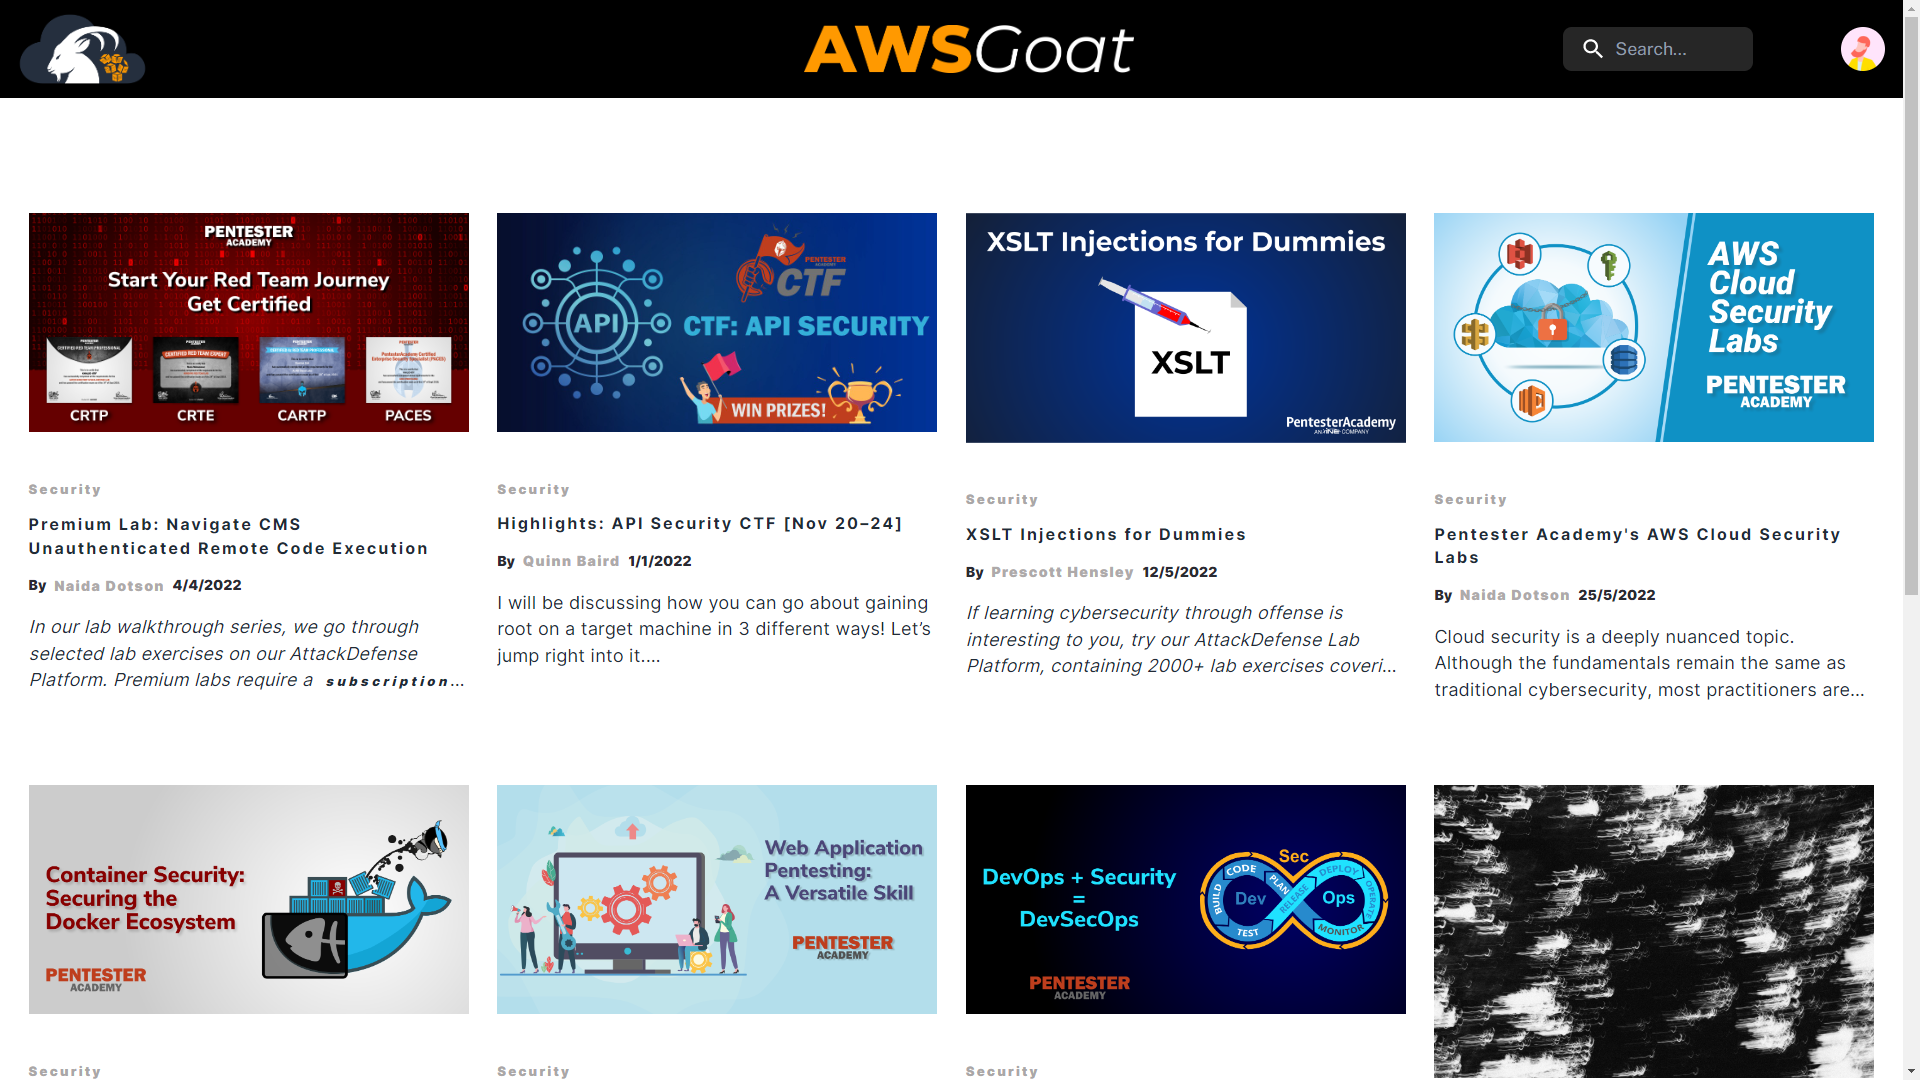 AWSGoat
Search...
PENTESTER
ACADEMY
Start Your Red Team Journey
Get Certified
CRTP
CRTE
CARTP
PACES
Security
Premium Lab: Navigate CMS
Unauthenticated Remote Code Execution
By Naida Dotson 4/4/2022
In our lab walkthrough series, we go through
selected lab exercises on our AttackDefense
Platform. Premium labs require a subscription...
PENTESTER
ACADEMY
CTF
API
CTF: API SECURITY
WIN PRIZES!
Security
Highlights: API Security CTF [Nov 20–24]
By Quinn Baird 1/1/2022
I will be discussing how you can go about gaining
root on a target machine in 3 different ways! Let’s
jump right into it....
XSLT Injections for Dummies
XSLT
PentesterAcademy
AN INE COMPANY
Security
XSLT Injections for Dummies
By Prescott Hensley 12/5/2022
If learning cybersecurity through offense is
interesting to you, try our AttackDefense Lab
Platform, containing 2000+ lab exercises coveri...
AWS
Cloud
Security
Labs
PENTESTER
ACADEMY
Security
Pentester Academy's AWS Cloud Security
Labs
By Naida Dotson 25/5/2022
Cloud security is a deeply nuanced topic.
Although the fundamentals remain the same as
traditional cybersecurity, most practitioners are...
Container Security:
Securing the
Docker Ecosystem
PENTESTER
ACADEMY
Security
Web Application
Pentesting:
A Versatile Skill
PENTESTER
ACADEMY
Security
DevOps + Security
=
DevSecOps
PENTESTER
ACADEMY
Sec
Dev
Ops
CODE
BUILD
PLAN
TEST
RELEASE
DEPLOY
OPERATE
MONITOR
Security